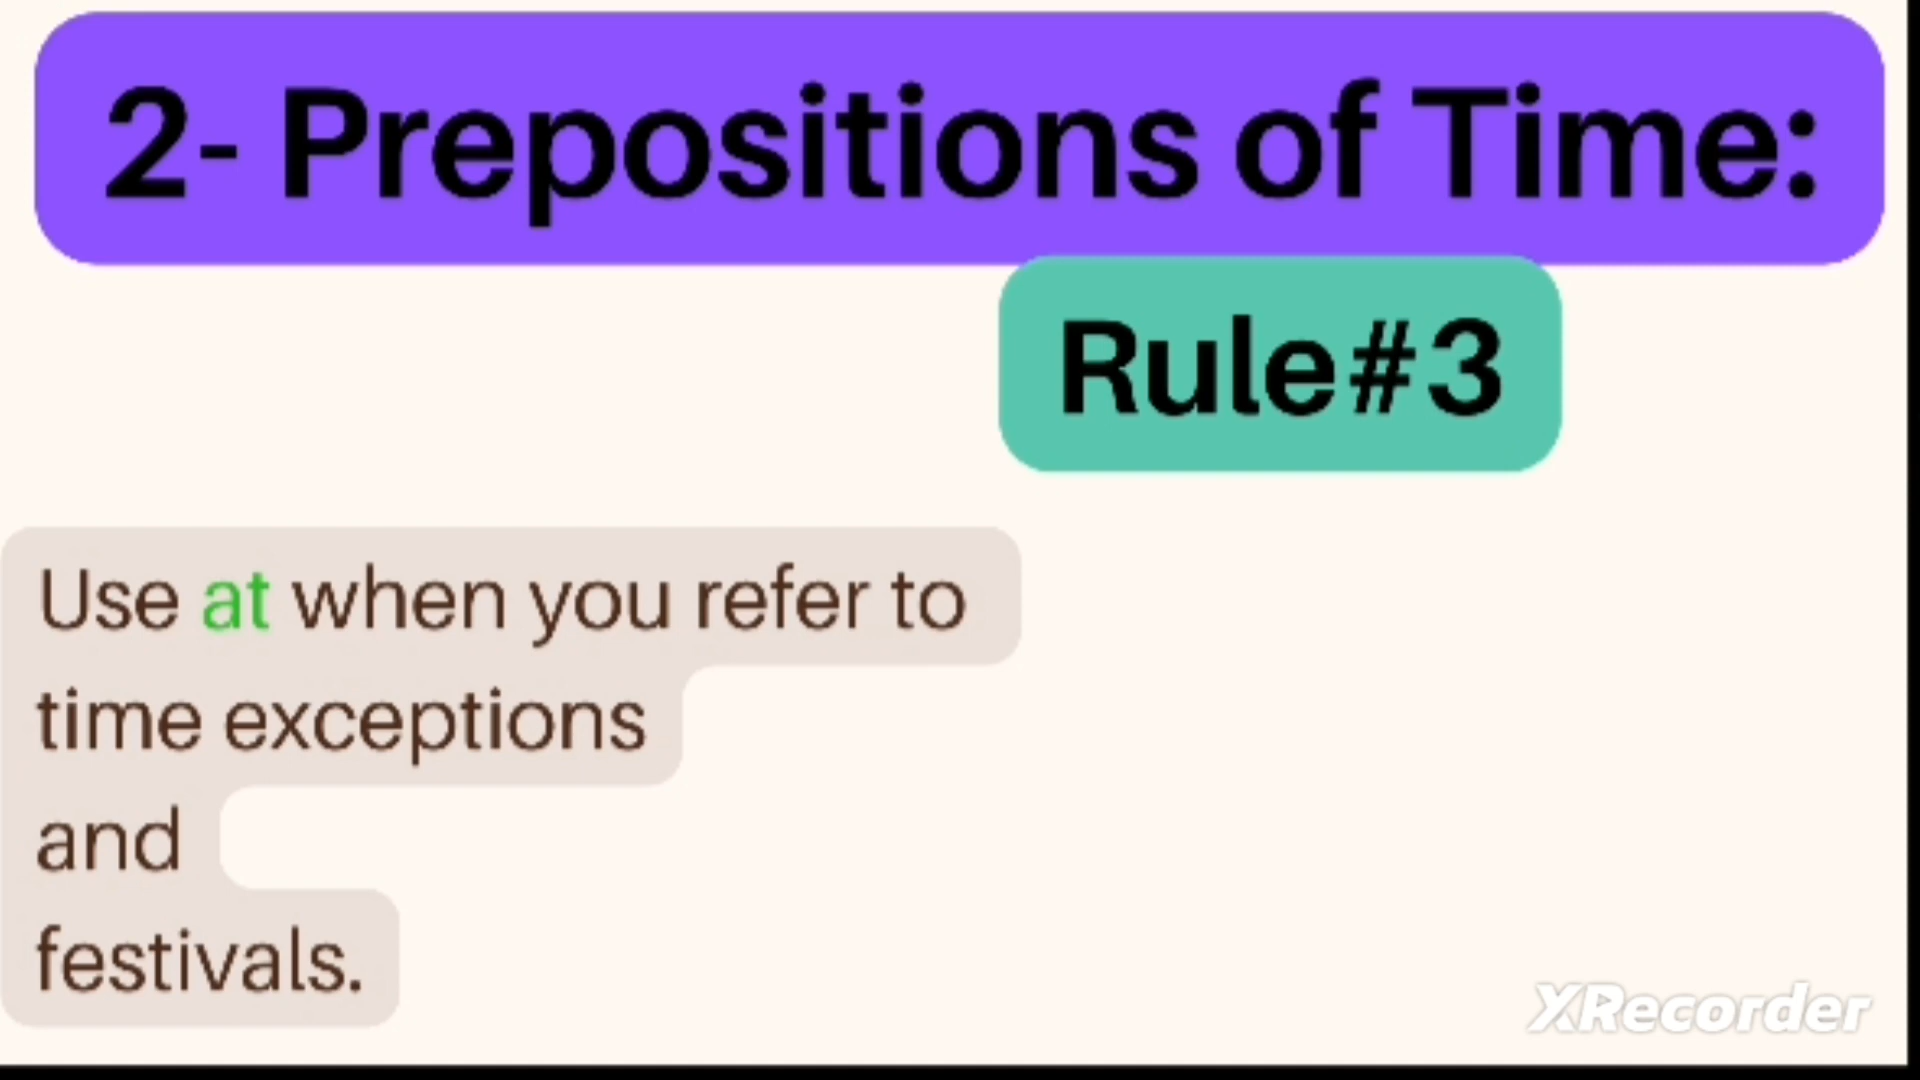 2- Prepositions of Time:
Rule#3
Use at when you refer to
time exceptions
and
festivals.
XRecorder